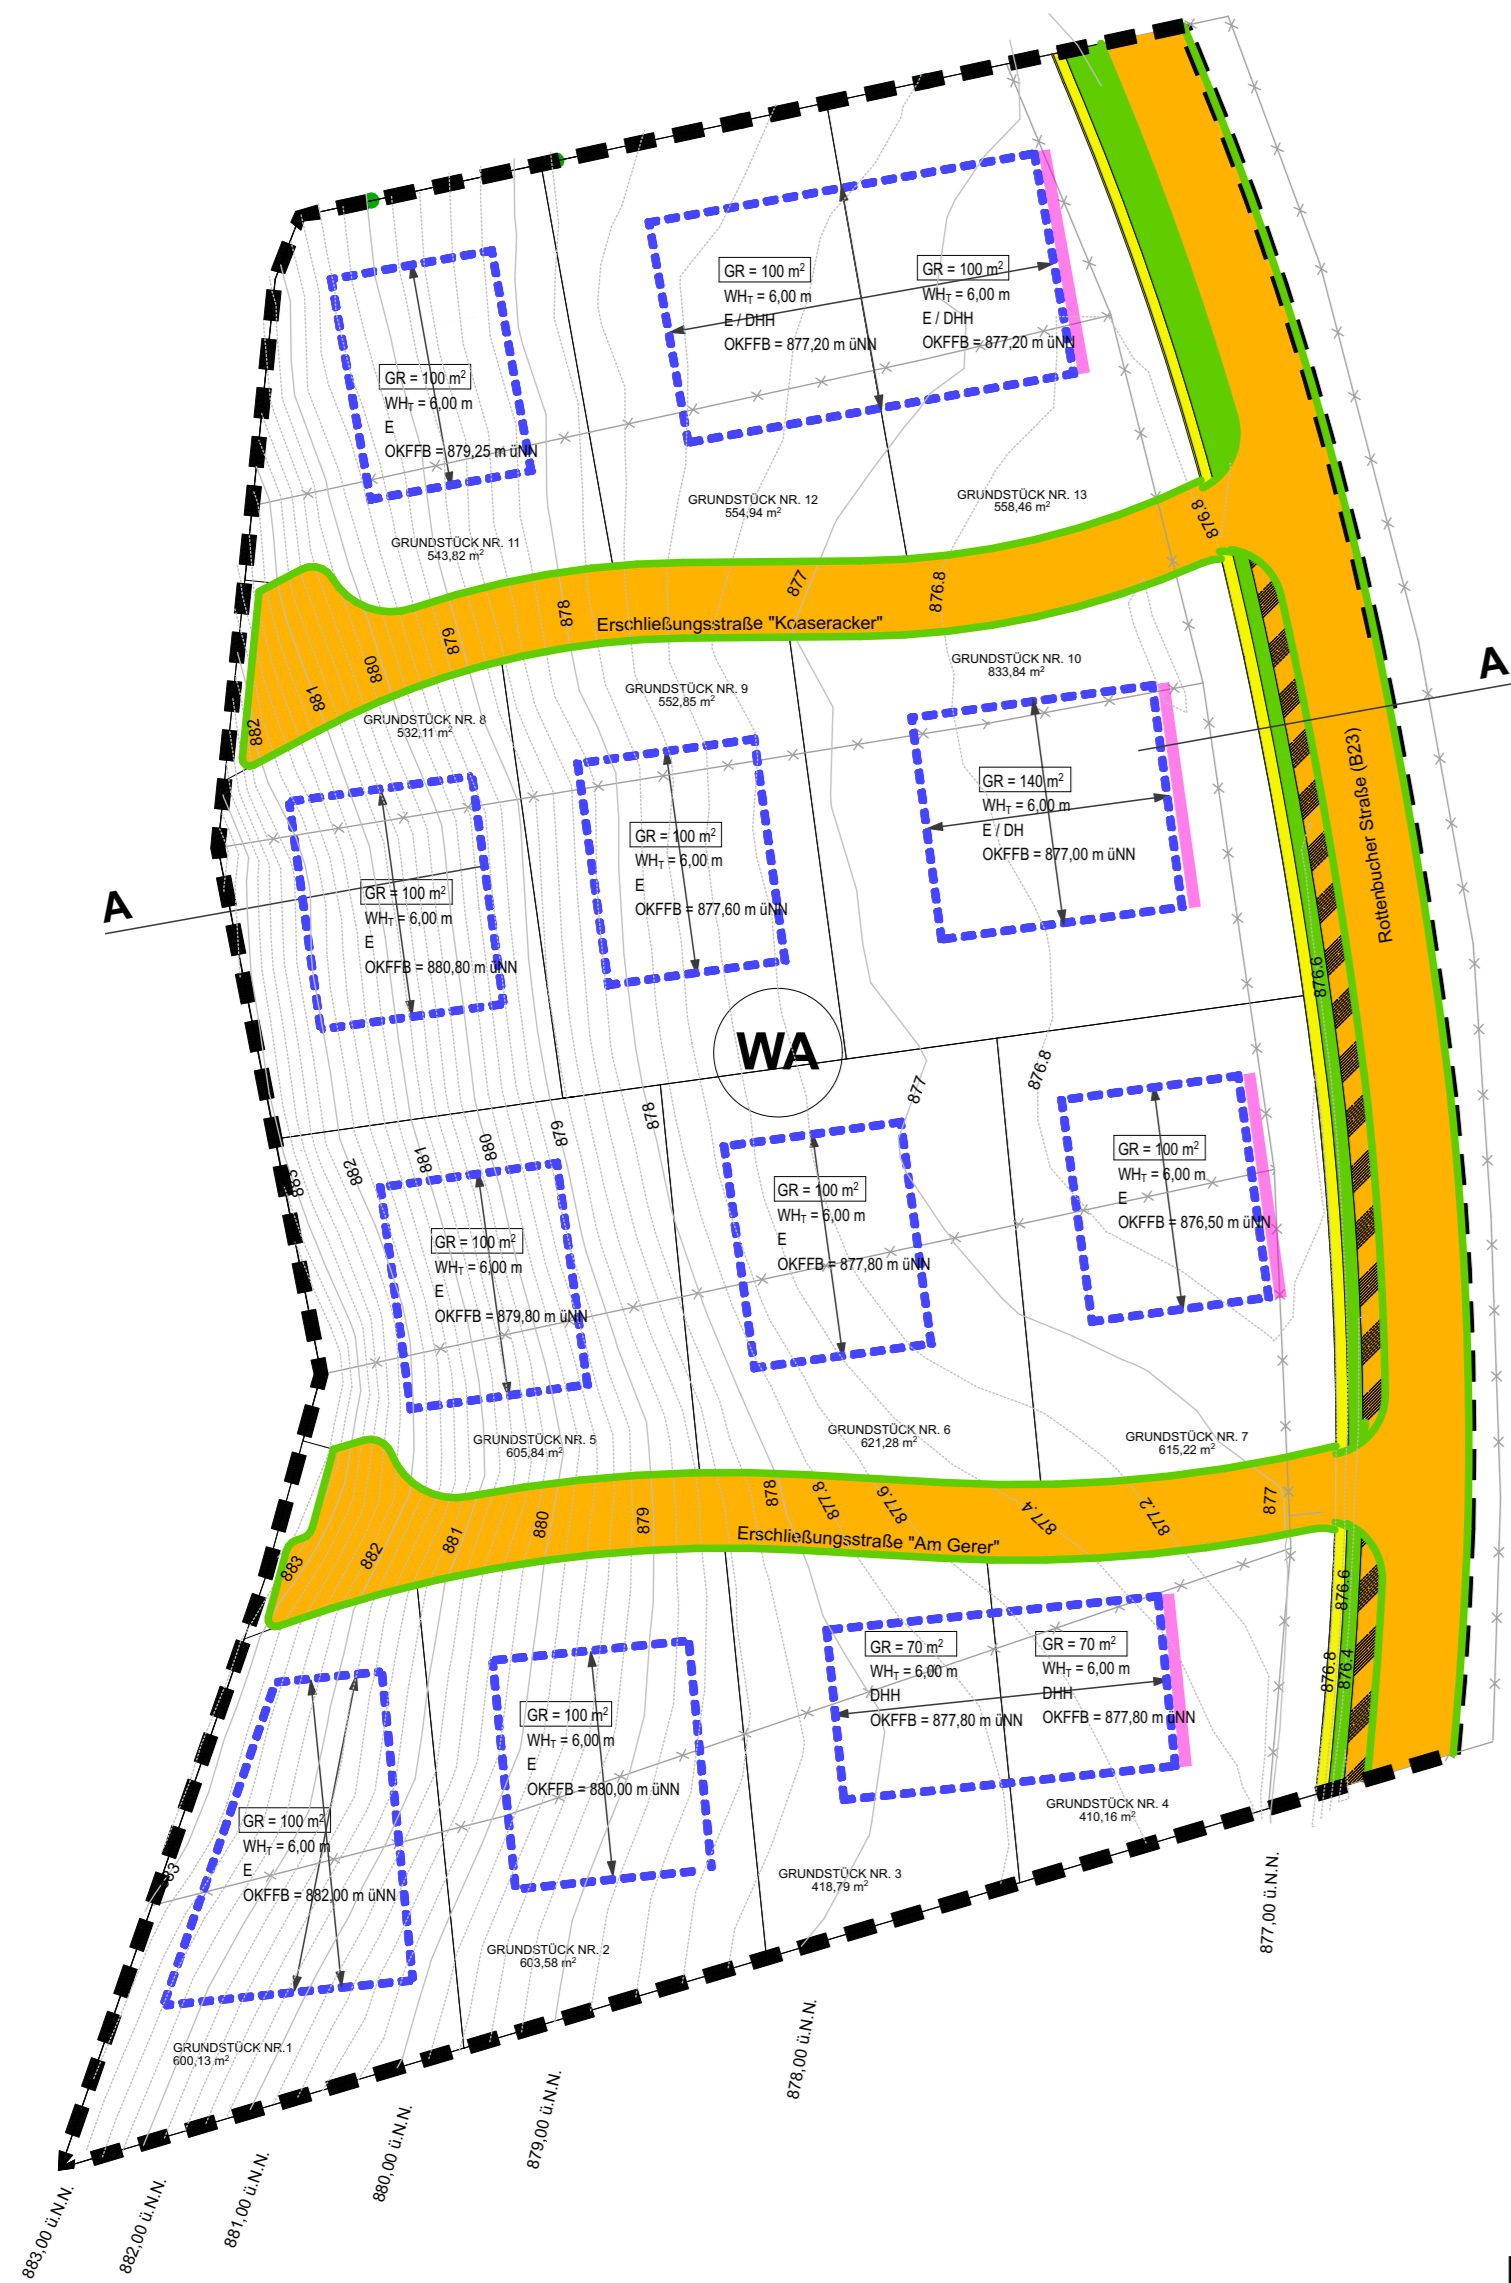 GR = 100 m²
WH_T = 6,00 m
E / DHH
OKFFB = 877,20 m üNN
GR = 100 m²
WH_T = 6,00 m
E / DHH
OKFFB = 877,20 m üNN
GR = 100 m²
WH_T = 6,00 m
E
OKFFB = 879,25 m üNN
GRUNDSTÜCK NR. 11
543,82 m²
GRUNDSTÜCK NR. 12
554,94 m²
GRUNDSTÜCK NR. 13
558,46 m²
876.8
882
881
880
879
878
877
876.8
Erschließungsstraße "Koaseracker"
GRUNDSTÜCK NR. 8
532,11 m²
GRUNDSTÜCK NR. 9
552,85 m²
GRUNDSTÜCK NR. 10
833,84 m²
A
A
GR = 100 m²
WH_T = 6,00 m
E
OKFFB = 880,80 m üNN
GR = 100 m²
WH_T = 6,00 m
E
OKFFB = 877,60 m üNN
GR = 140 m²
WH_T = 6,00 m
E / DH
OKFFB = 877,00 m üNN
Rottenbucher Straße (B23)
876.6
WA
883
882
881
880
879
878
877
876.8
GR = 100 m²
WH_T = 6,00 m
E
OKFFB = 879,80 m üNN
GR = 100 m²
WH_T = 6,00 m
E
OKFFB = 877,80 m üNN
GR = 100 m²
WH_T = 6,00 m
E
OKFFB = 876,50 m üNN
GRUNDSTÜCK NR. 5
605,84 m²
GRUNDSTÜCK NR. 6
621,28 m²
GRUNDSTÜCK NR. 7
615,22 m²
883
882
881
880
879
878
877.8
877.6
877.4
877.2
877
Erschließungsstraße "Am Gerer"
876.6
876.8
876.4
GR = 100 m²
WH_T = 6,00 m
E
OKFFB = 882,00 m üNN
GR = 100 m²
WH_T = 6,00 m
E
OKFFB = 880,00 m üNN
GR = 70 m²
WH_T = 6,00 m
DHH
OKFFB = 877,80 m üNN
GR = 70 m²
WH_T = 6,00 m
DHH
OKFFB = 877,80 m üNN
GRUNDSTÜCK NR.1
600,13 m²
GRUNDSTÜCK NR. 2
603,58 m²
GRUNDSTÜCK NR. 3
418,79 m²
GRUNDSTÜCK NR. 4
410,16 m²
883,00 ü.N.N.
882,00 ü.N.N.
881,00 ü.N.N.
880,00 ü.N.N.
879,00 ü.N.N.
878,00 ü.N.N.
877,00 ü.N.N.